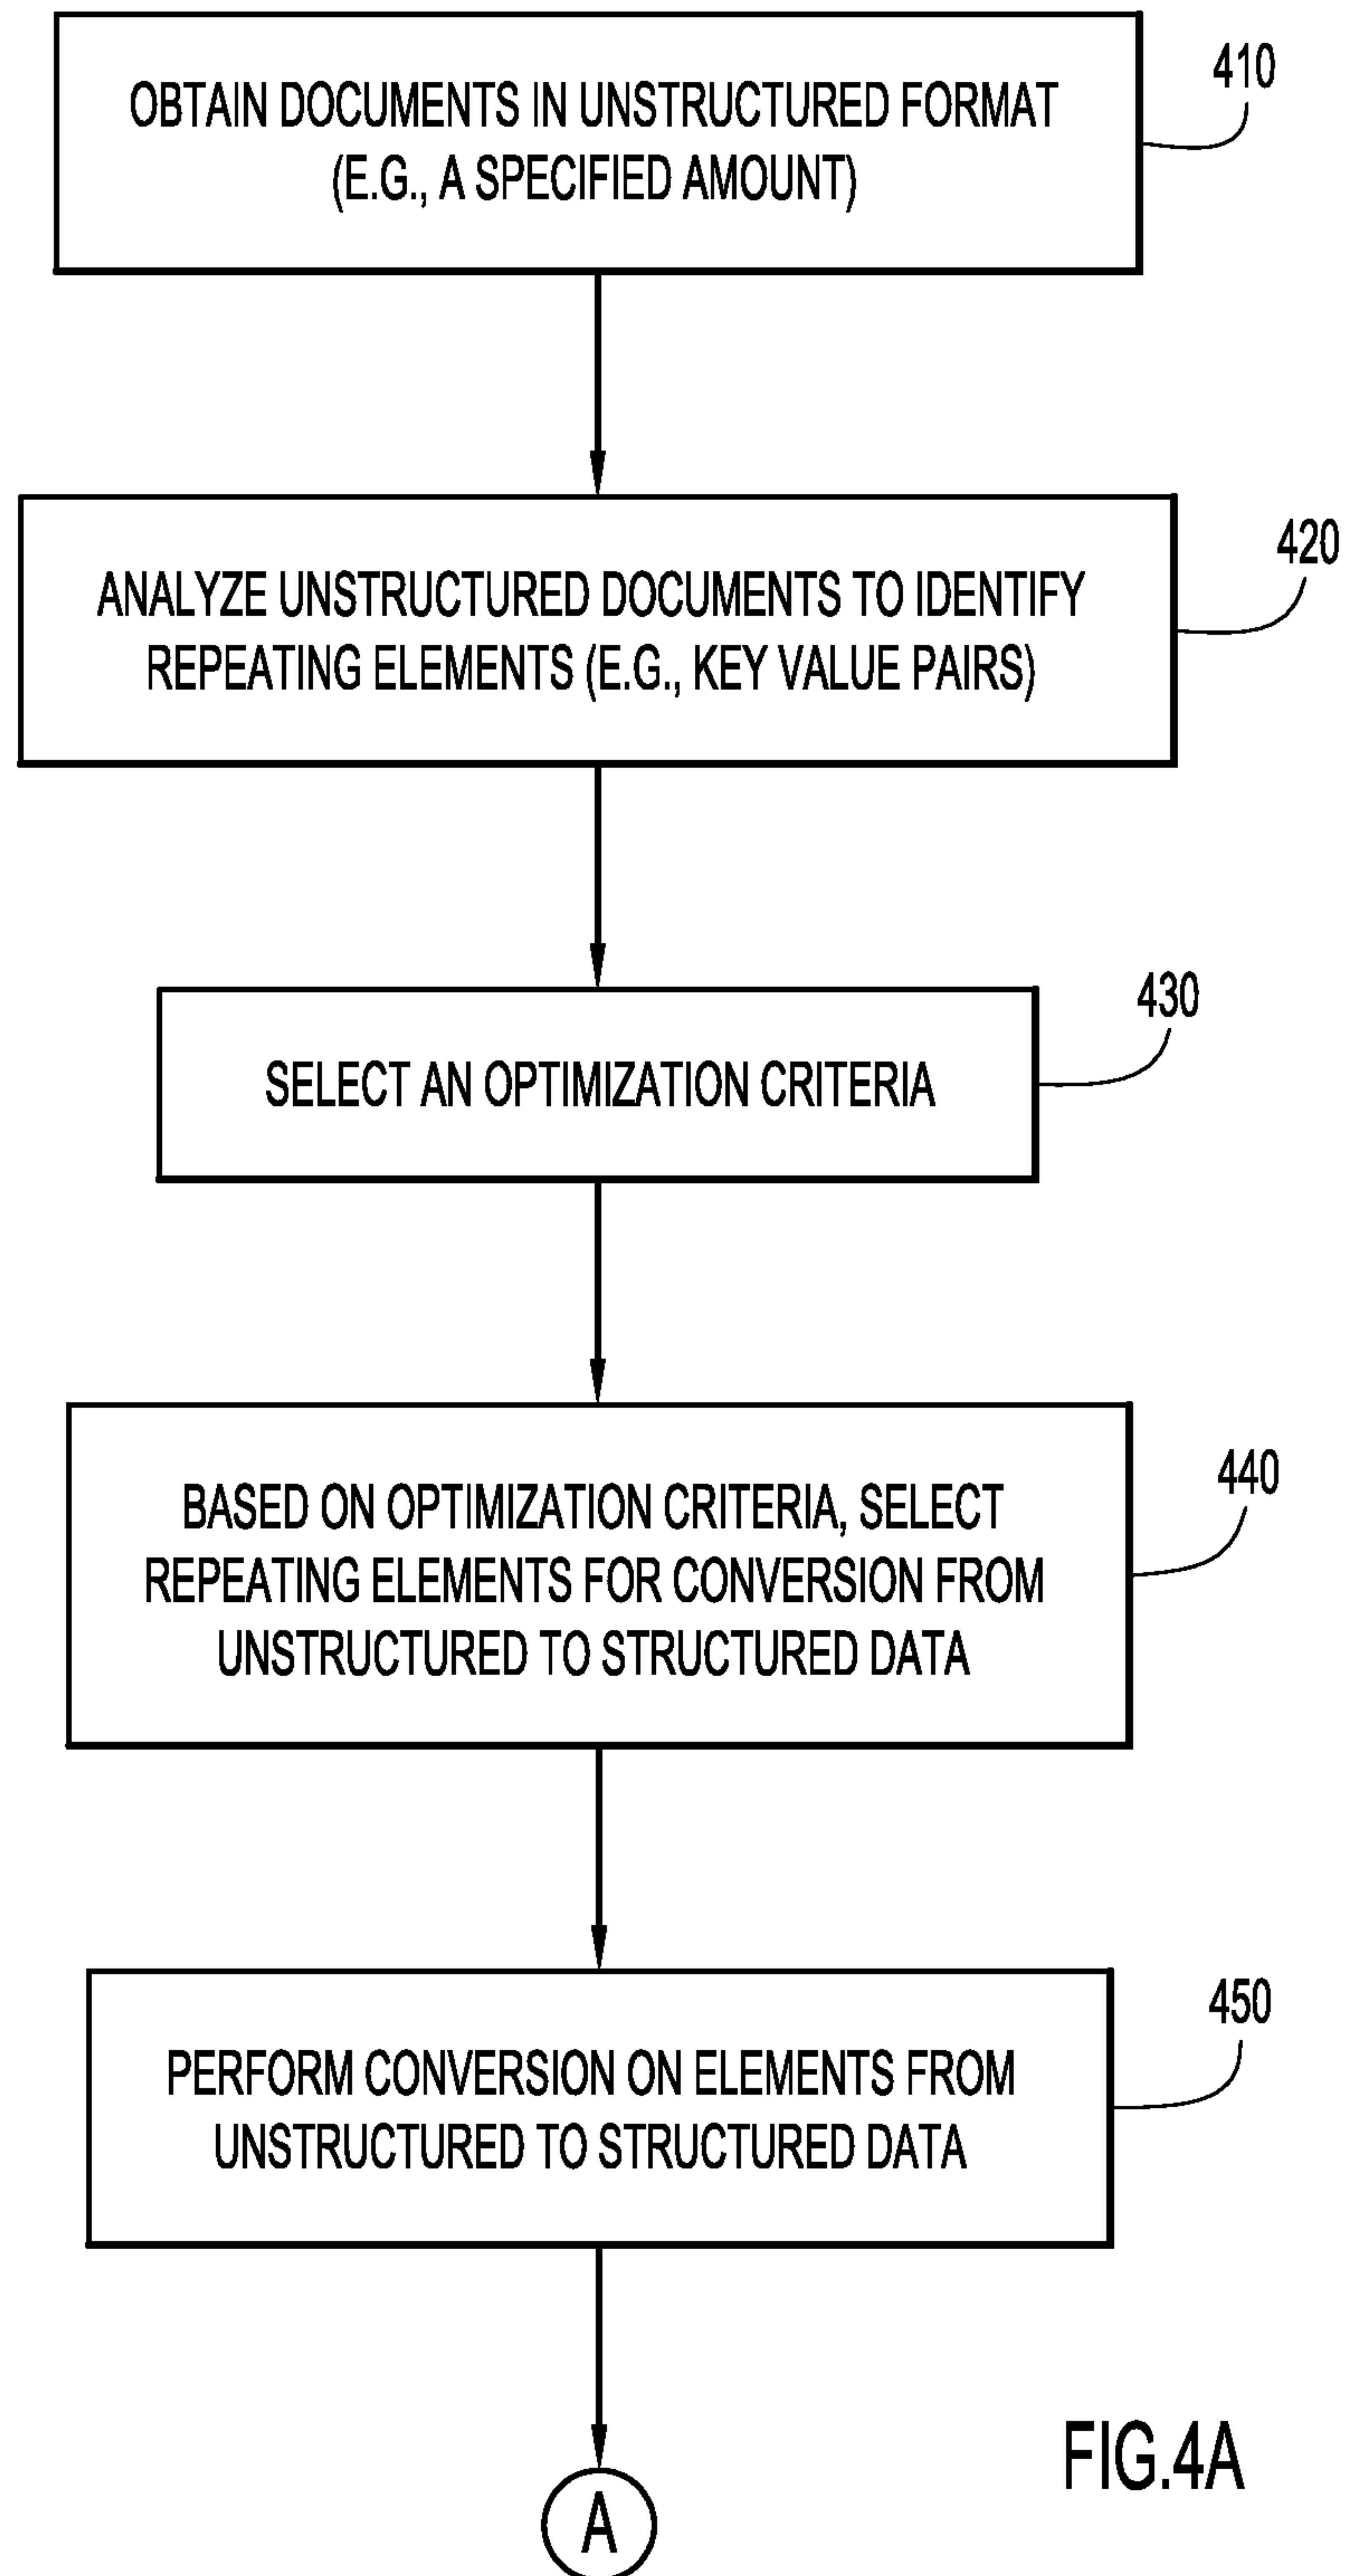 OBTAIN DOCUMENTS IN UNSTRUCTURED FORMAT
(E.G., A SPECIFIED AMOUNT)
410
ANALYZE UNSTRUCTURED DOCUMENTS TO IDENTIFY
REPEATING ELEMENTS (E.G., KEY VALUE PAIRS)
420
SELECT AN OPTIMIZATION CRITERIA
430
BASED ON OPTIMIZATION CRITERIA, SELECT
REPEATING ELEMENTS FOR CONVERSION FROM
UNSTRUCTURED TO STRUCTURED DATA
440
PERFORM CONVERSION ON ELEMENTS FROM
UNSTRUCTURED TO STRUCTURED DATA
450
A
FIG.4A